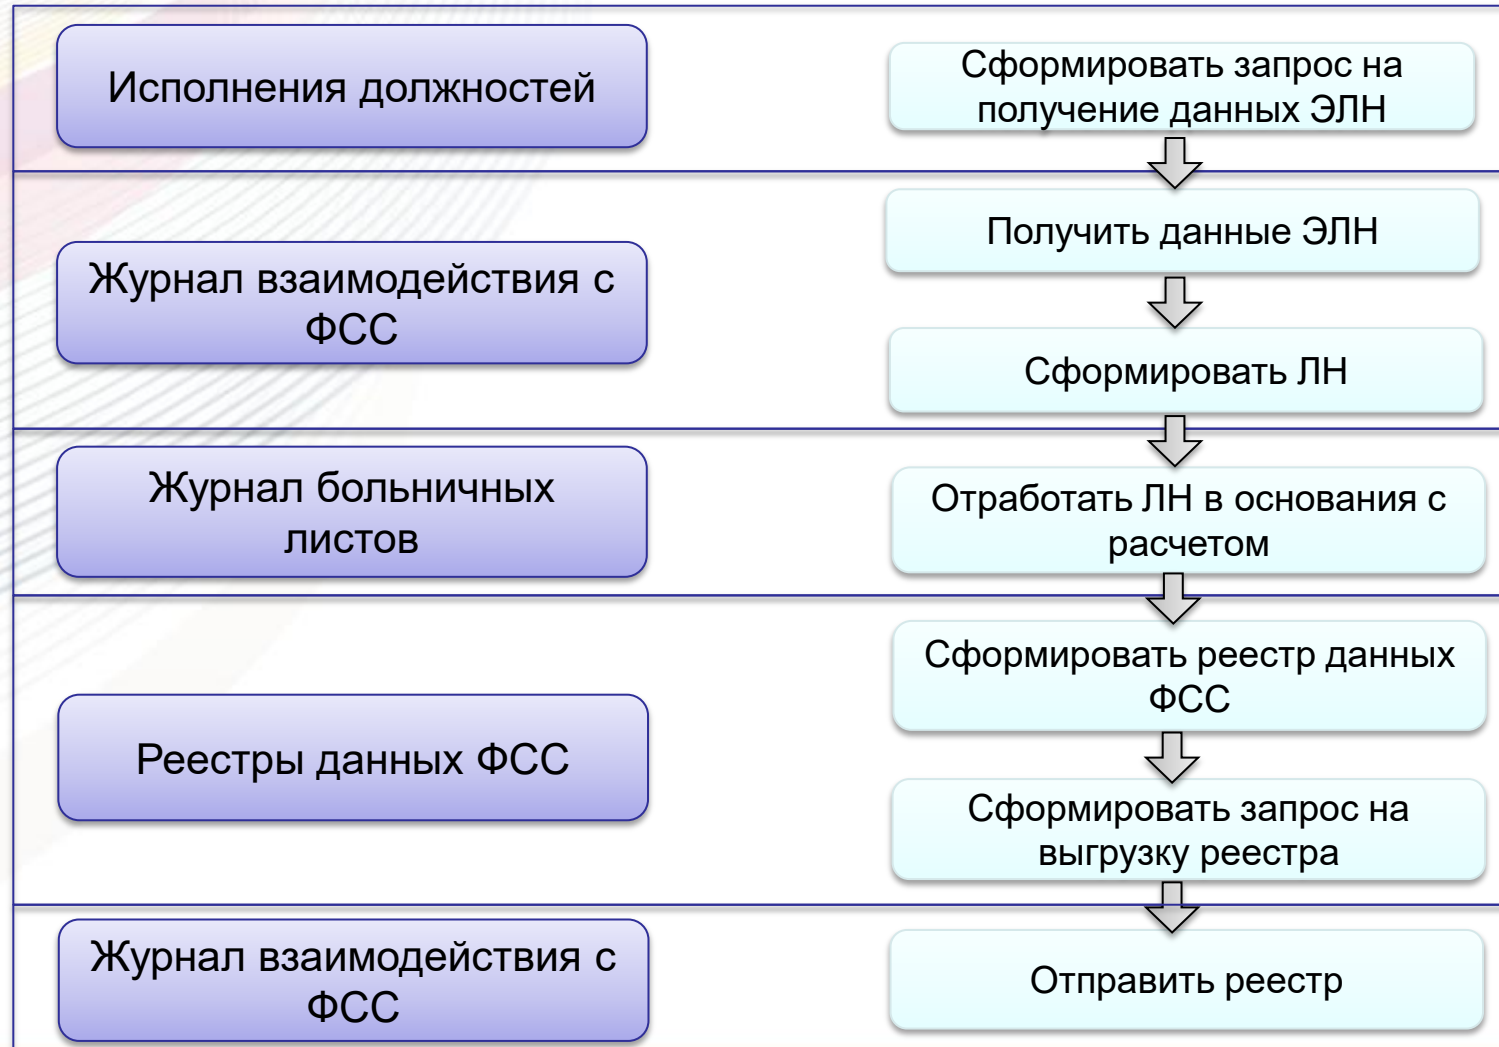 Исполнения должностей
Сформировать запрос на
получение данных ЭЛН
Журнал взаимодействия с
ФСС
Получить данные ЭЛН
Сформировать ЛН
Журнал больничных
листов
Отработать ЛН в основания с
расчетом
Реестры данных ФСС
Сформировать реестр данных
ФСС
Сформировать запрос на
выгрузку реестра
Журнал взаимодействия с
ФСС
Отправить реестр